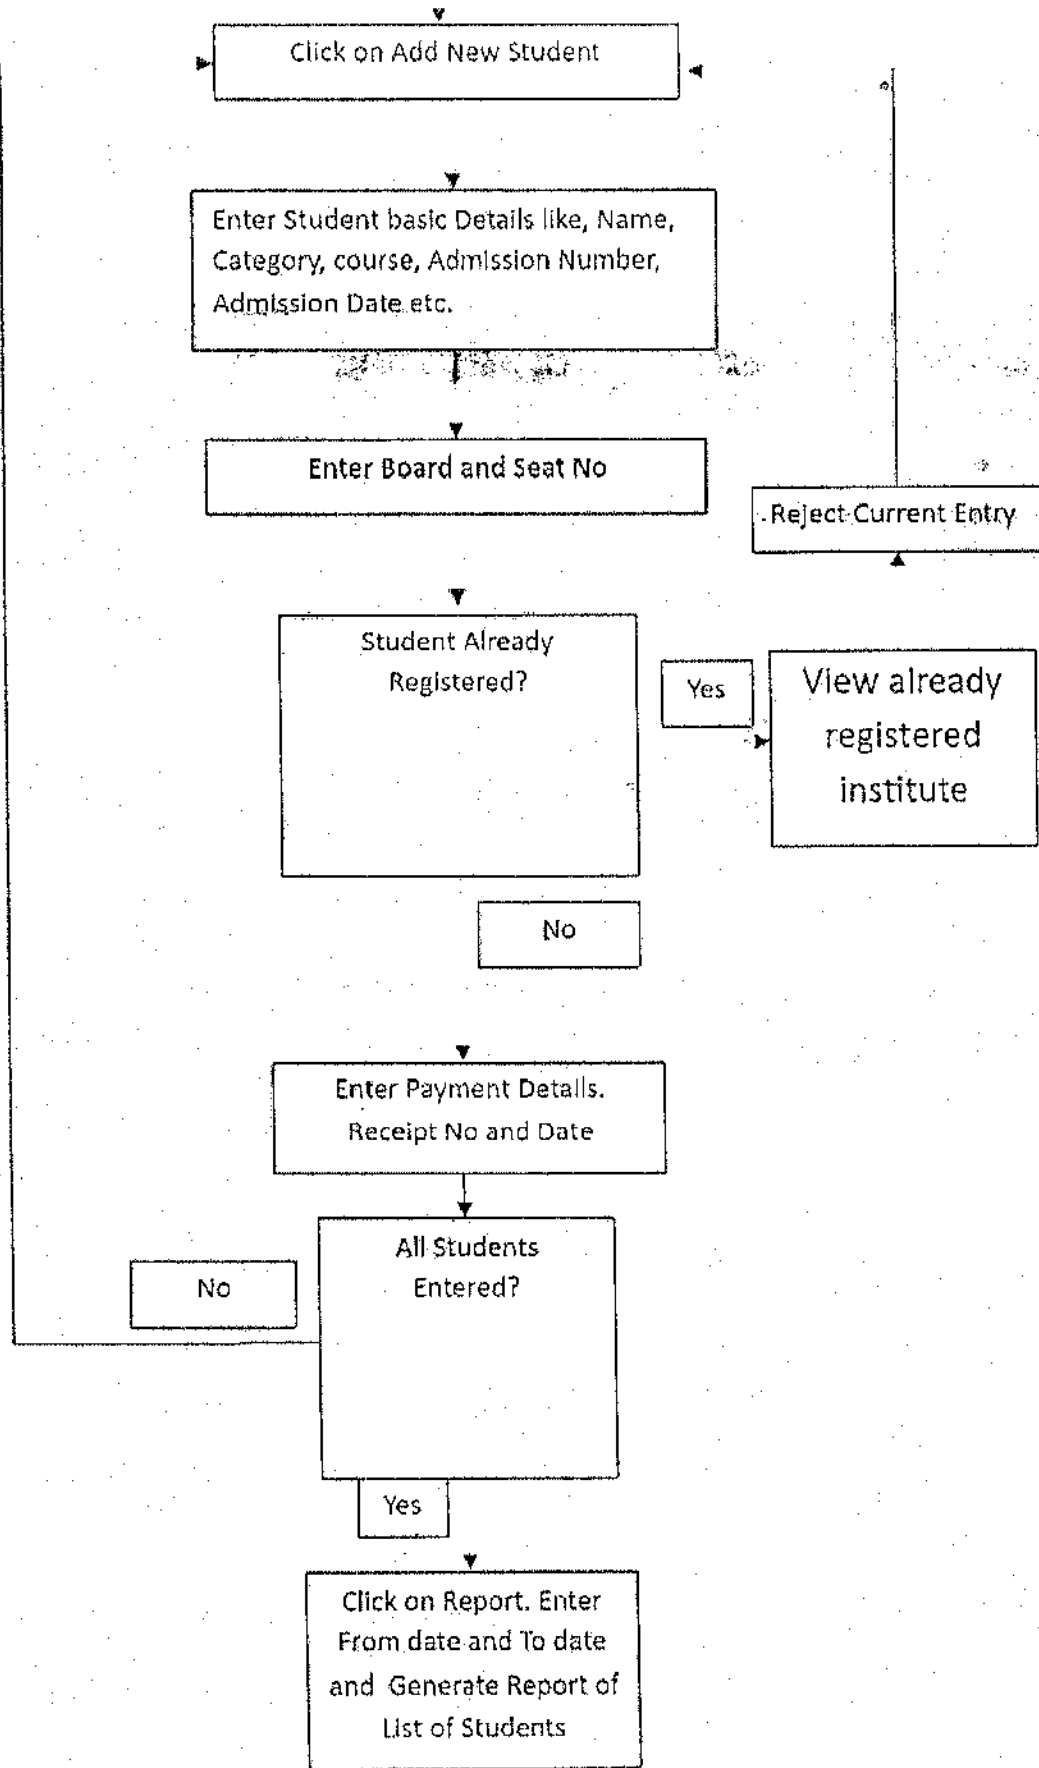 Click on Add New Student
Enter Student basic Details like, Name,
Category, course, Admission Number,
Admission Date etc.
Enter Board and Seat No
Reject Current Entry
Student Already
Registered?
Yes
View already
registered
institute
No
Enter Payment Details.
Receipt No and Date
All Students
Entered?
No
Yes
Click on Report. Enter
From date and To date
and Generate Report of
List of Students